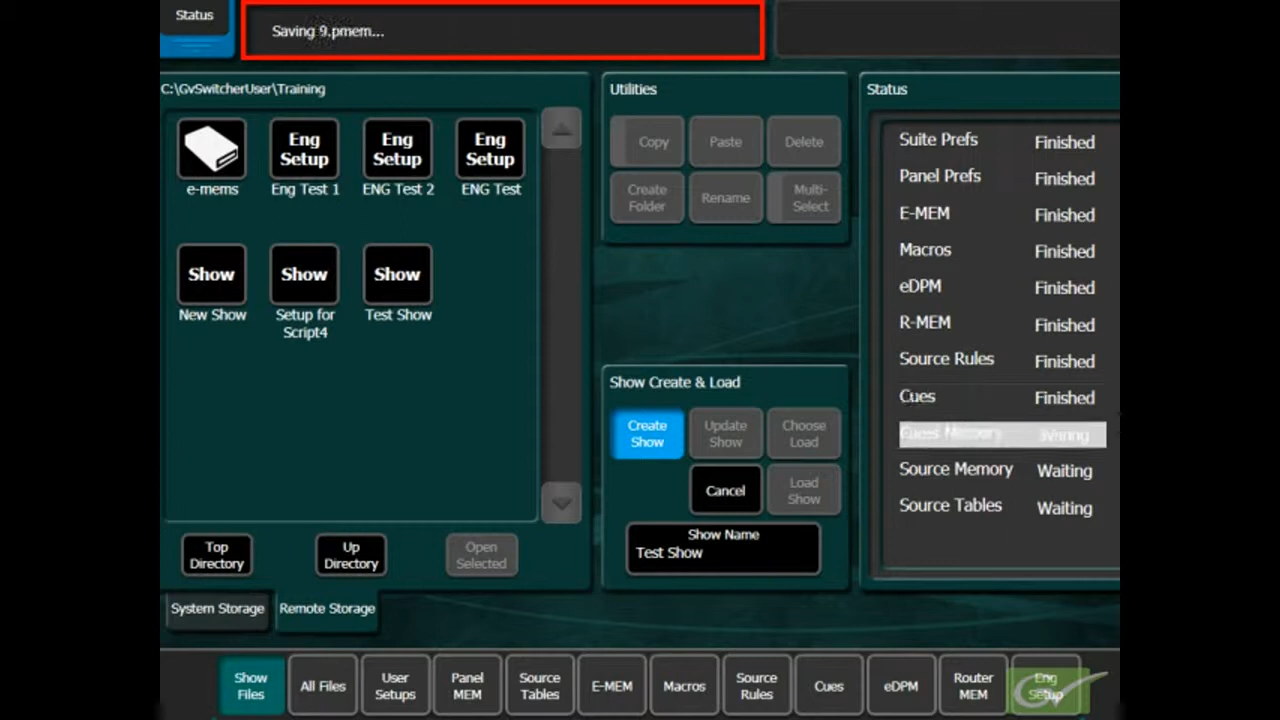 Status
Saving 9.pmem...
C:\GvSwitcherUser\Training
e-mems
Eng
Setup
Eng Test 1
Eng
Setup
ENG Test 2
Eng
Setup
ENG Test
Show
New Show
Show
Setup for
Script4
Show
Test Show
Top
Directory
Up
Directory
Open
Selected
System Storage
Remote Storage
Utilities
Copy
Paste
Delete
Create
Folder
Rename
Multi-
Select
Show Create & Load
Create
Show
Update
Show
Choose
Load
Cancel
Load
Show
Show Name
Test Show
Status
Suite Prefs Finished
Panel Prefs Finished
E-MEM Finished
Macros Finished
eDPM Finished
R-MEM Finished
Source Rules Finished
Cues Finished
Source Memory Waiting
Source Tables Waiting
Show
Files
All Files
User
Setups
Panel
MEM
Source
Tables
E-MEM
Macros
Source
Rules
Cues
eDPM
Router
MEM
Eng
Setup